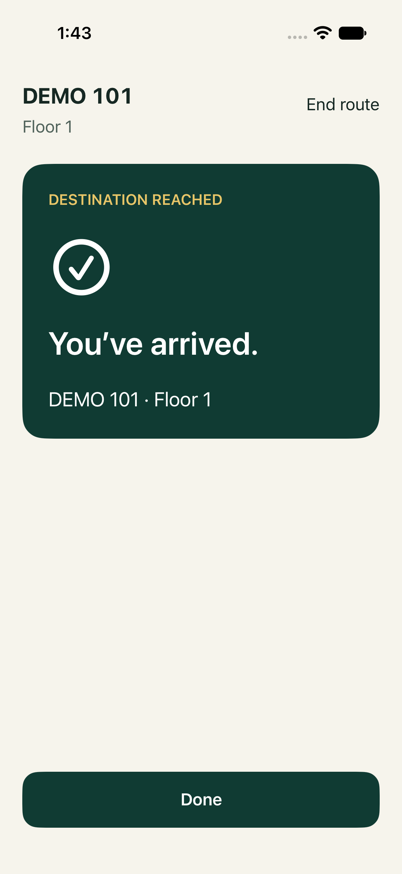 1:43
DEMO 101
End route
Floor 1
DESTINATION REACHED
You’ve arrived.
DEMO 101 · Floor 1
Done